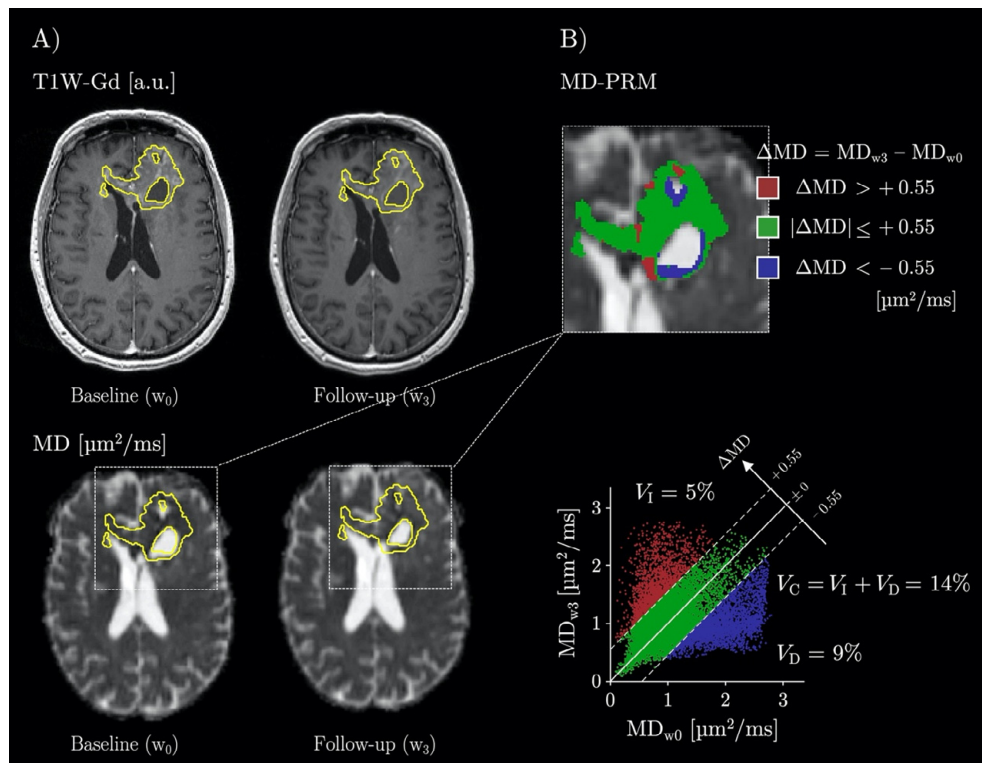 A)
T1W-Gd [a.u.]
Baseline (w₀)
Follow-up (w₃)
MD [µm²/ms]
Baseline (w₀)
Follow-up (w₃)
B)
MD-PRM
ΔMD = MD_w3 − MD_w0
ΔMD > + 0.55
|ΔMD| ≤ + 0.55
ΔMD < − 0.55
[µm²/ms]
ΔMD
+0.55
± 0
−0.55
V_I = 5%
V_C = V_I + V_D = 14%
V_D = 9%
MD_w3 [µm²/ms]
3
2
1
0
0 1 2 3
MD_w0 [µm²/ms]